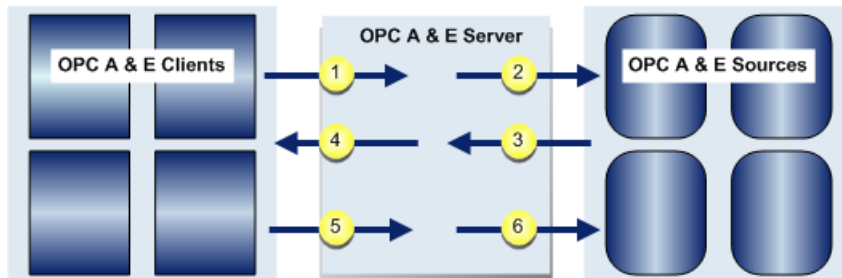 OPC A & E Server
OPC A & E Clients
OPC A & E Sources
1
2
4
3
5
6